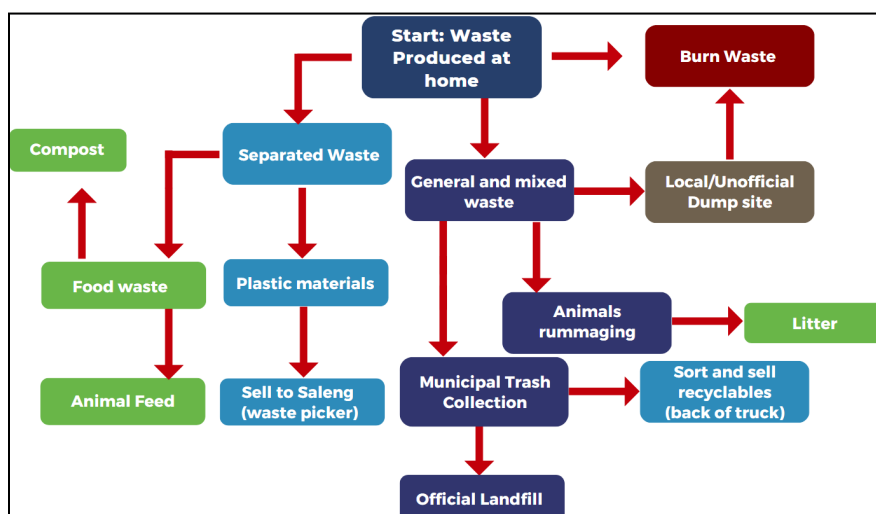 Start: Waste
Produced at
home
Burn Waste
Compost
Separated Waste
General and mixed
waste
Local/Unofficial
Dump site
Food waste
Plastic materials
Animals
rummaging
Litter
Animal Feed
Sell to Saleng
(waste picker)
Municipal Trash
Collection
Sort and sell
recyclables
(back of truck)
Official Landfill